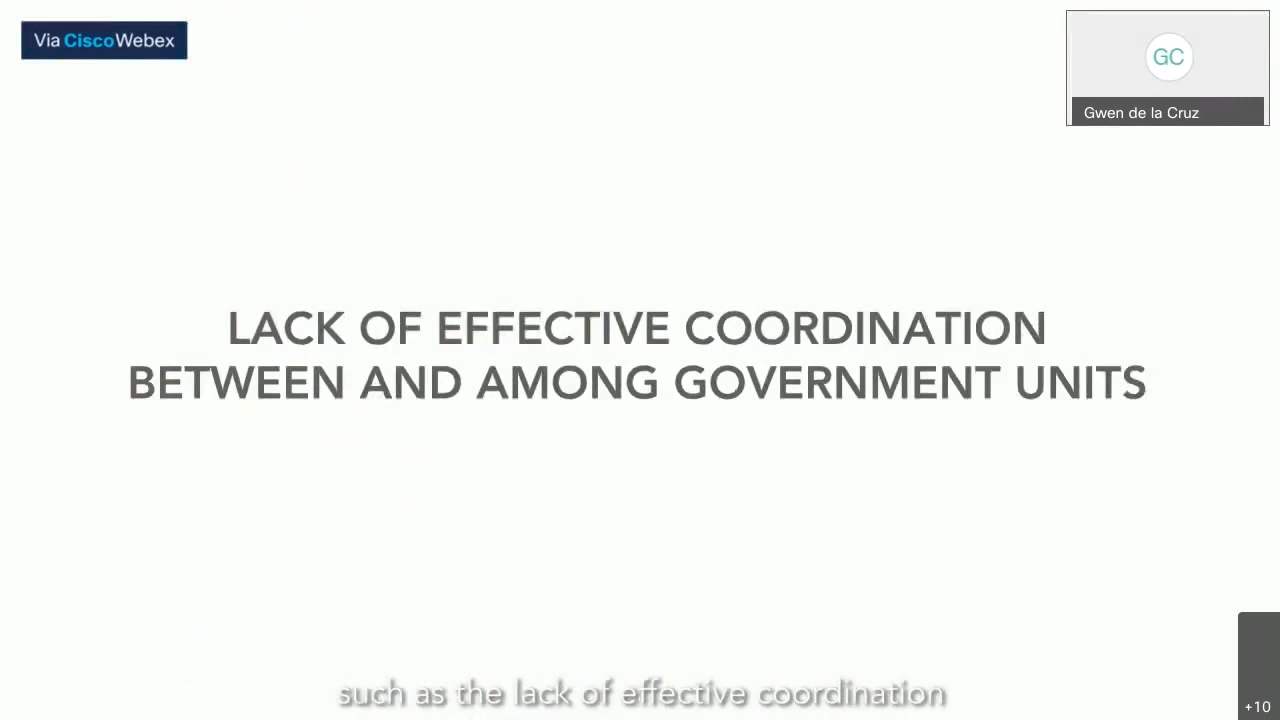 Via CiscoWebex
GC
Gwen de la Cruz
LACK OF EFFECTIVE COORDINATION
BETWEEN AND AMONG GOVERNMENT UNITS
such as the lack of effective coordination
+10